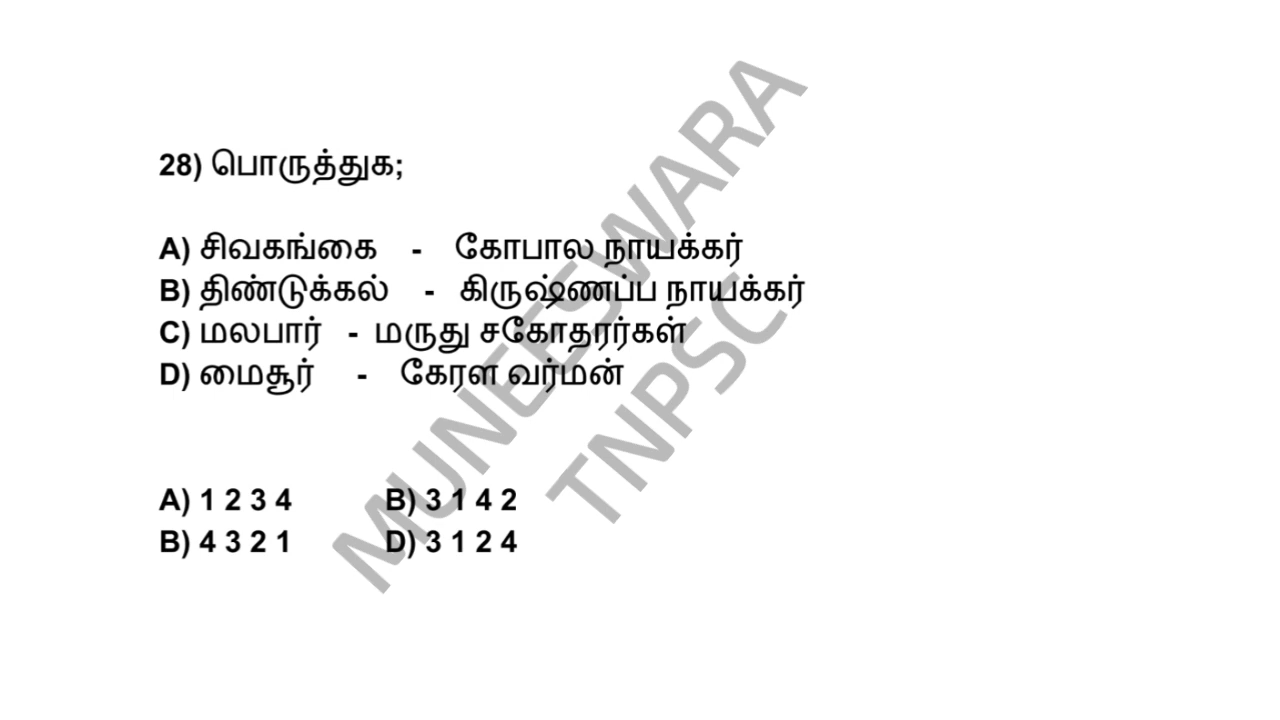 28) பொருத்துக;
A) சிவகங்கை - கோபால நாயக்கர்
B) திண்டுக்கல் - கிருஷ்ணப்ப நாயக்கர்
C) மலபார் - மருது சகோதரர்கள்
D) மைசூர் - கேரள வர்மன்
A) 1 2 3 4 B) 3 1 4 2
B) 4 3 2 1 D) 3 1 2 4
MUNEESWARA
TNPSC